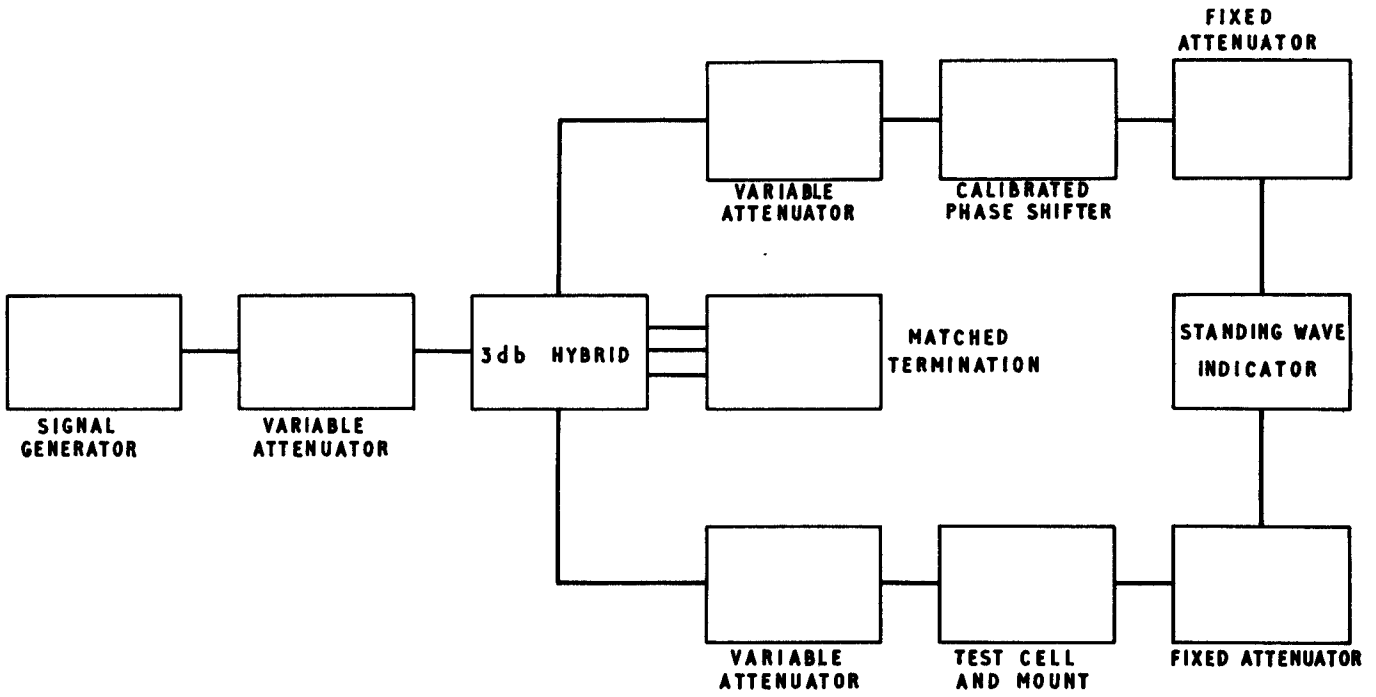 FIXED
ATTENUATOR
VARIABLE
ATTENUATOR
CALIBRATED
PHASE SHIFTER
3db HYBRID
MATCHED
TERMINATION
STANDING WAVE
INDICATOR
SIGNAL
GENERATOR
VARIABLE
ATTENUATOR
VARIABLE
ATTENUATOR
TEST CELL
AND MOUNT
FIXED ATTENUATOR